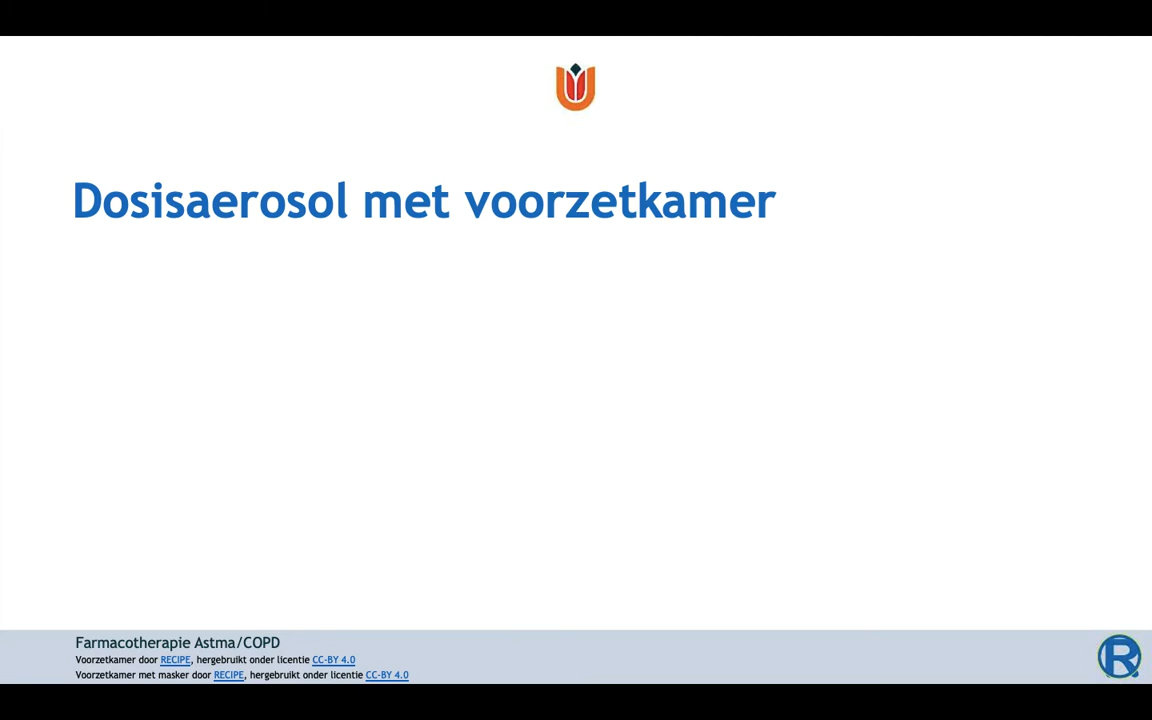 Dosisaerosol met voorzetkamer
Farmacotherapie Astma/COPD
Voorzetkamer door RECIPE, hergebruikt onder licentie CC-BY 4.0
Voorzetkamer met masker door RECIPE, hergebruikt onder licentie CC-BY 4.0
R